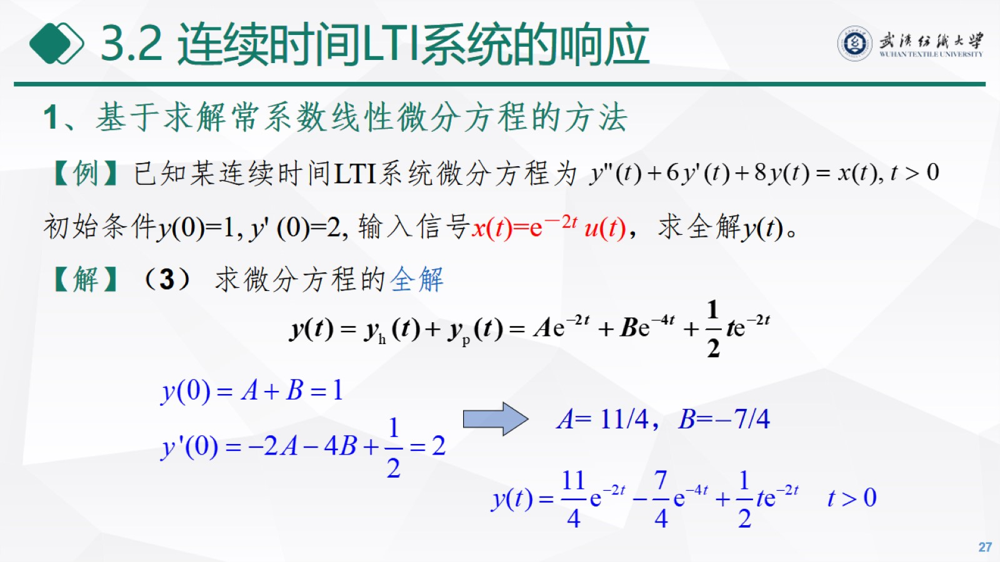 3.2 连续时间LTI系统的响应
武汉纺织大学
WUHAN TEXTILE UNIVERSITY
1、基于求解常系数线性微分方程的方法
【例】已知某连续时间LTI系统微分方程为 y''(t)+6y'(t)+8y(t)=x(t), t>0
初始条件y(0)=1, y' (0)=2, 输入信号x(t)=e^{−2t} u(t)，求全解y(t)。
【解】（3） 求微分方程的全解
y(t)= y_h(t)+ y_p(t)= Ae^{−2t} + Be^{−4t} + \frac{1}{2}te^{−2t}
y(0)= A+B=1
y'(0)=−2A−4B+\frac{1}{2}=2
A= 11/4，B=−7/4
y(t)=\frac{11}{4}e^{−2t}−\frac{7}{4}e^{−4t}+\frac{1}{2}te^{−2t} t>0
27